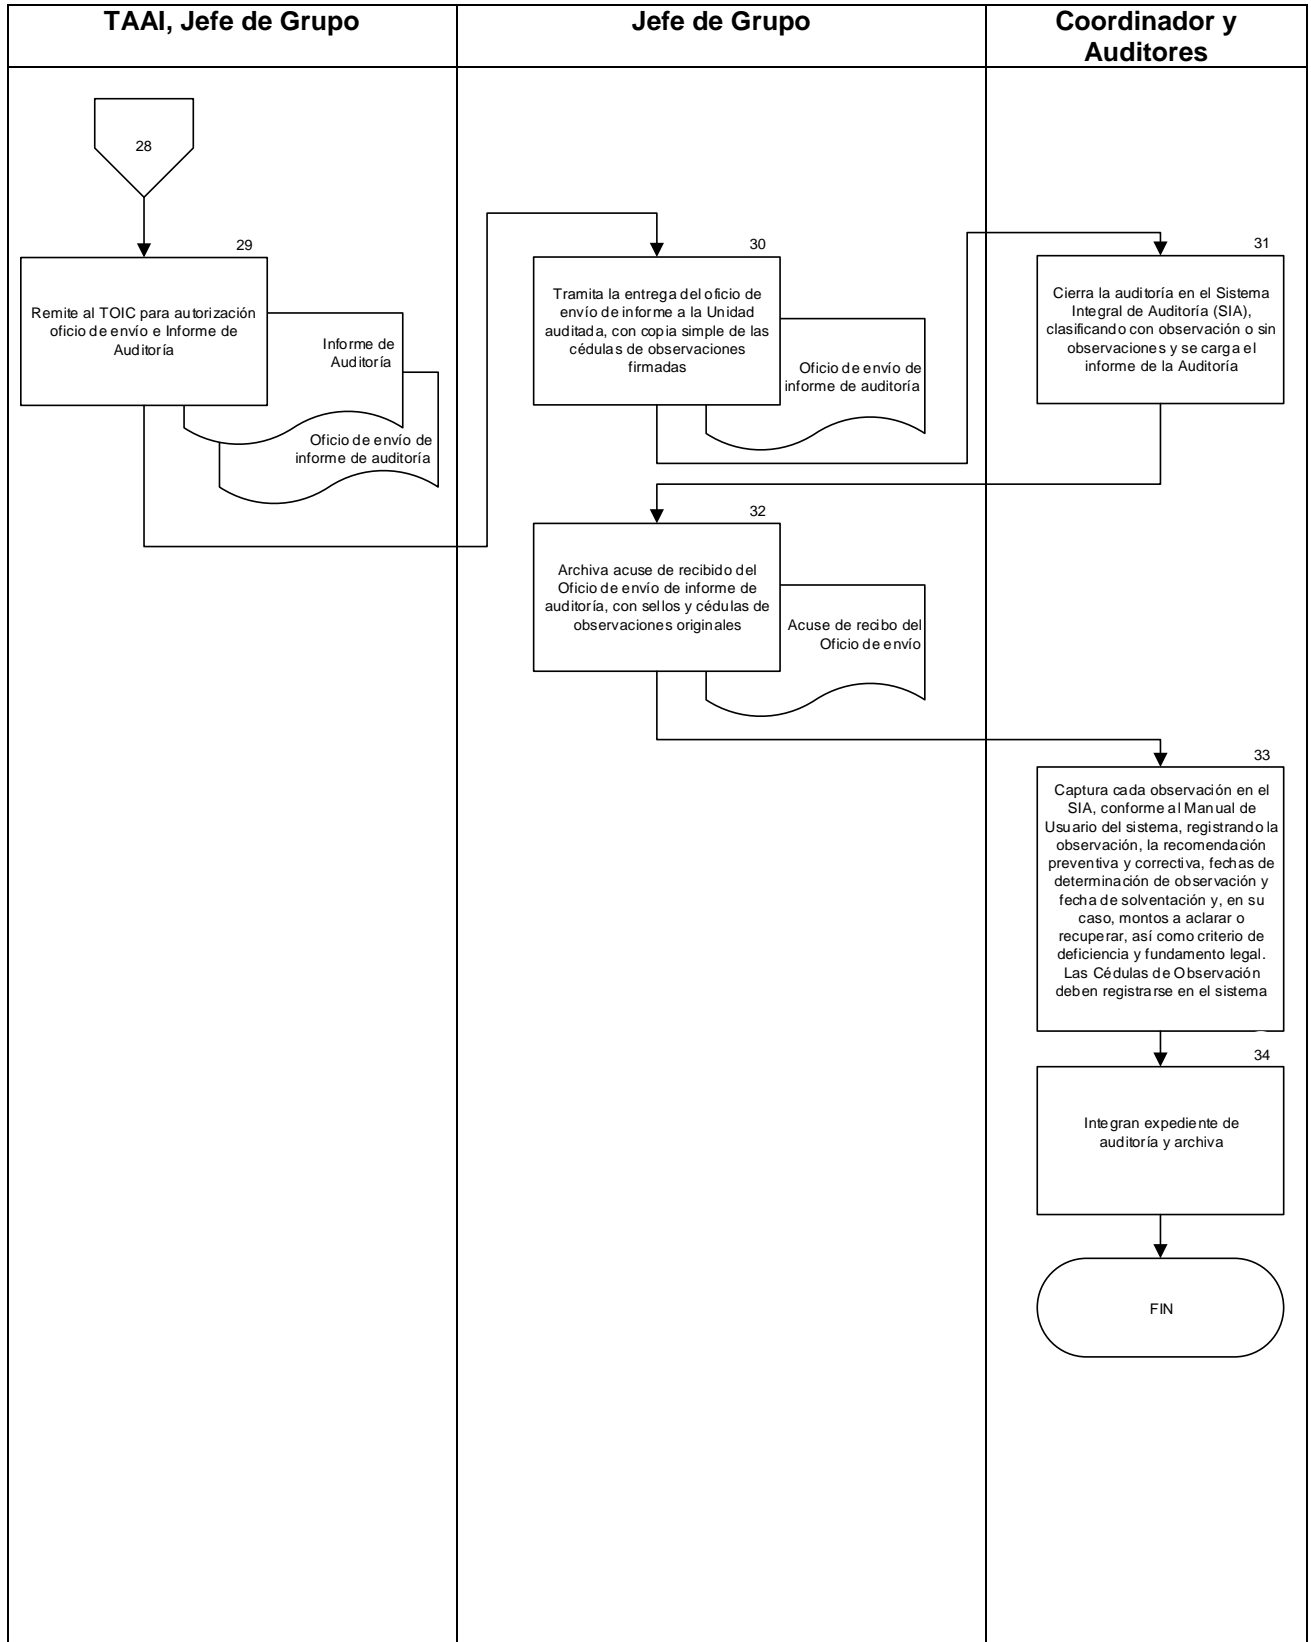 TAAI, Jefe de Grupo
Jefe de Grupo
Coordinador y
Auditores
28
29
Remite al TOIC para autorización
oficio de envío e Informe de
Auditoría
Informe de
Auditoría
Oficio de envío de
informe de auditoría
30
Tramita la entrega del oficio de
envío de informe a la Unidad
auditada, con copia simple de las
cédulas de observaciones
firmadas
Oficio de envío de
informe de auditoría
31
Cierra la auditoría en el Sistema
Integral de Auditoría (SIA),
clasificando con observación o sin
observaciones y se carga el
informe de la Auditoría
32
Archiva acuse de recibido del
Oficio de envío de informe de
auditoría, con sellos y cédulas de
observaciones originales
Acuse de recibo del
Oficio de envío
33
Captura cada observación en el
SIA, conforme al Manual de
Usuario del sistema, registrando la
observación, la recomendación
preventiva y correctiva, fechas de
determinación de observación y
fecha de solventación y, en su
caso, montos a aclarar o
recuperar, así como criterio de
deficiencia y fundamento legal.
Las Cédulas de Observación
deben registrarse en el sistema
34
Integran expediente de
auditoría y archiva
FIN